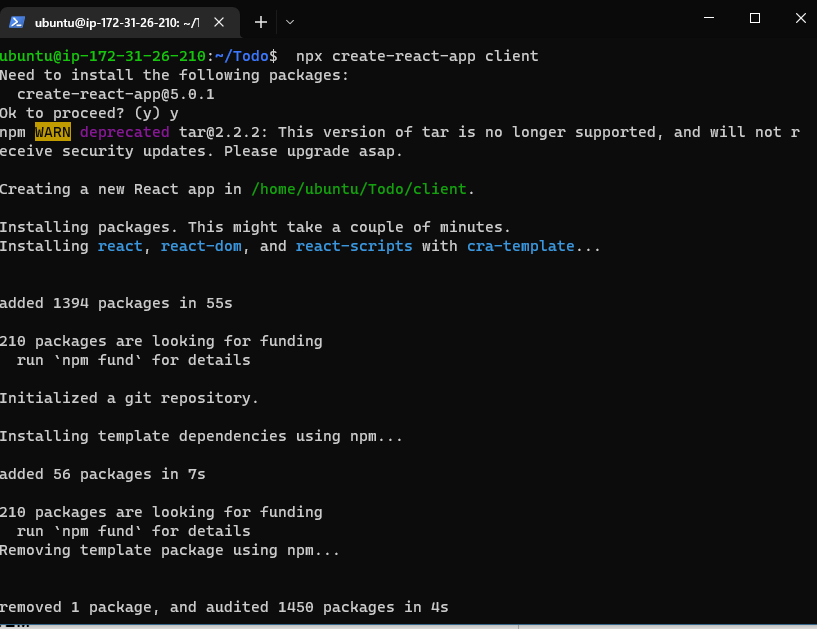 ubuntu@ip-172-31-26-210: ~/T
ubuntu@ip-172-31-26-210:~/Todo$  npx create-react-app client
Need to install the following packages:
  create-react-app@5.0.1
Ok to proceed? (y) y
npm WARN deprecated tar@2.2.2: This version of tar is no longer supported, and will not r
eceive security updates. Please upgrade asap.
Creating a new React app in /home/ubuntu/Todo/client.
Installing packages. This might take a couple of minutes.
Installing react, react-dom, and react-scripts with cra-template...
added 1394 packages in 55s
210 packages are looking for funding
  run `npm fund` for details
Initialized a git repository.
Installing template dependencies using npm...
added 56 packages in 7s
210 packages are looking for funding
  run `npm fund` for details
Removing template package using npm...
removed 1 package, and audited 1450 packages in 4s